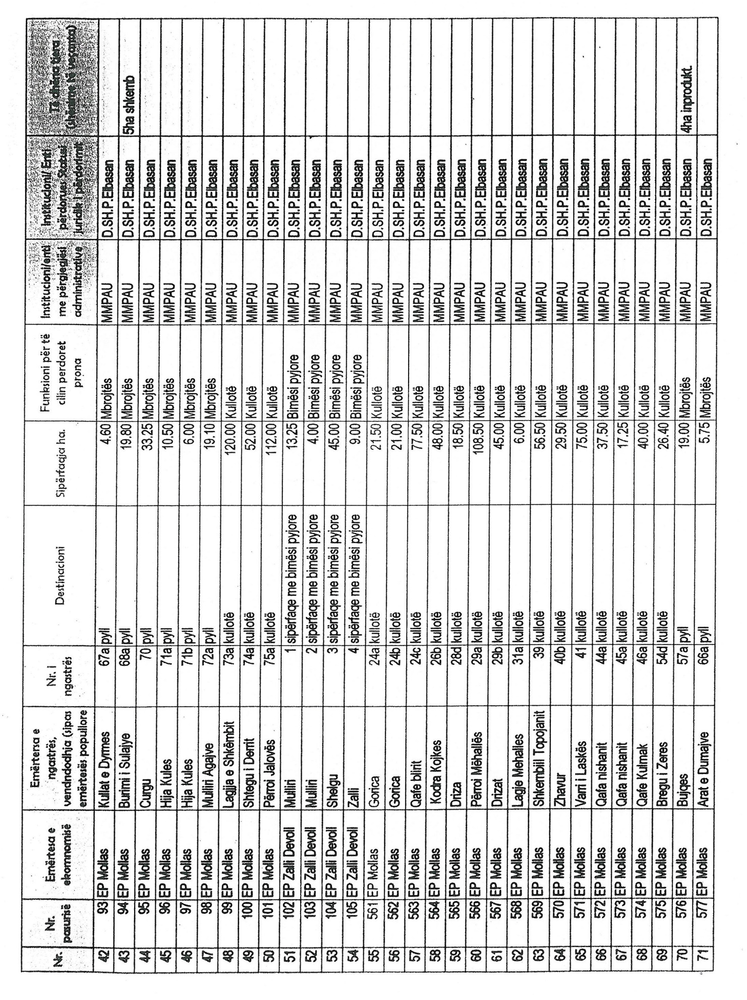 Nr. Nr. pasurisë Emërtesa e ekomnomisë Emërtersa e ngastrës, vendndodhja (sipas emërtesës popullore Nr. i ngastrës Destinacioni Sipërfaqja ha. Funksioni për të cilin perdoret prona Institucioni/enti me përgjegjësi administrative Institucioni/ Enti përdorues Statusi juridik i përdorimit Të dhëna tjera (shënime të veçanta)
42 93 EP Mollas Kullat e Dyrmes 67a pyll 4.60 Mbrojtës MMPAU D.SH.P.Elbasan
43 94 EP Mollas Burimi i Sulajve 68a pyll 19.80 Mbrojtës MMPAU D.SH.P.Elbasan 5ha shkemb
44 95 EP Mollas Curgu 70 pyll 33.25 Mbrojtës MMPAU D.SH.P.Elbasan
45 96 EP Mollas Hija Kules 71a pyll 10.50 Mbrojtës MMPAU D.SH.P.Elbasan
46 97 EP Mollas Hija Kules 71b pyll 6.00 Mbrojtës MMPAU D.SH.P.Elbasan
47 98 EP Mollas Mulliri Agajve 72a pyll 19.10 Mbrojtës MMPAU D.SH.P.Elbasan
48 99 EP Mollas Lagjja e Shkëmbit 73a kullotë 120.00 Kullotë MMPAU D.SH.P.Elbasan
49 100 EP Mollas Shtegu i Derrit 74a kullotë 52.00 Kullotë MMPAU D.SH.P.Elbasan
50 101 EP Mollas Përroi Jalovës 75a kullotë 112.00 Kullotë MMPAU D.SH.P.Elbasan
51 102 EP Zalli Devoll Mulliri 1 sipërfaqe me bimësi pyjore 13.25 Bimësi pyjore MMPAU D.SH.P.Elbasan
52 103 EP Zalli Devoll Mulliri 2 sipërfaqe me bimësi pyjore 4.00 Bimësi pyjore MMPAU D.SH.P.Elbasan
53 104 EP Zalli Devoll Shelgu 3 sipërfaqe me bimësi pyjore 45.00 Bimësi pyjore MMPAU D.SH.P.Elbasan
54 105 EP Zalli Devoll Zalli 4 sipërfaqe me bimësi pyjore 9.00 Bimësi pyjore MMPAU D.SH.P.Elbasan
55 561 EP Mollas Gorica 24a kullotë 21.50 Kullotë MMPAU D.SH.P.Elbasan
56 562 EP Mollas Gorica 24b kullotë 21.00 Kullotë MMPAU D.SH.P.Elbasan
57 563 EP Mollas Qafe blirit 24c kullotë 77.50 Kullotë MMPAU D.SH.P.Elbasan
58 564 EP Mollas Kodra Kojkes 26b kullotë 48.00 Kullotë MMPAU D.SH.P.Elbasan
59 565 EP Mollas Driza 28d kullotë 18.50 Kullotë MMPAU D.SH.P.Elbasan
60 566 EP Mollas Përroi Mëhallës 29a kullotë 108.50 Kullotë MMPAU D.SH.P.Elbasan
61 567 EP Mollas Drizat 29b kullotë 45.00 Kullotë MMPAU D.SH.P.Elbasan
62 568 EP Mollas Lagje Mehalles 31a kullotë 6.00 Kullotë MMPAU D.SH.P.Elbasan
63 569 EP Mollas Shkembiil Topojanit 39 kullotë 56.50 Kullotë MMPAU D.SH.P.Elbasan
64 570 EP Mollas Zhavur 40b kullotë 29.50 Kullotë MMPAU D.SH.P.Elbasan
65 571 EP Mollas Varri i Laskës 41 kullotë 75.00 Kullotë MMPAU D.SH.P.Elbasan
66 572 EP Mollas Qafa nishanit 44a kullotë 37.50 Kullotë MMPAU D.SH.P.Elbasan
67 573 EP Mollas Qafa nishanit 45a kullotë 17.25 Kullotë MMPAU D.SH.P.Elbasan
68 574 EP Mollas Qafe Kulmak 46a kullotë 40.00 Kullotë MMPAU D.SH.P.Elbasan
69 575 EP Mollas Bregu i Zeres 54d kullotë 26.40 Kullotë MMPAU D.SH.P.Elbasan
70 576 EP Mollas Bujqes 57a pyll 19.00 Mbrojtës MMPAU D.SH.P.Elbasan 4ha inprodukt.
71 577 EP Mollas Arat e Dumajve 66a pyll 5.75 Mbrojtës MMPAU D.SH.P.Elbasan